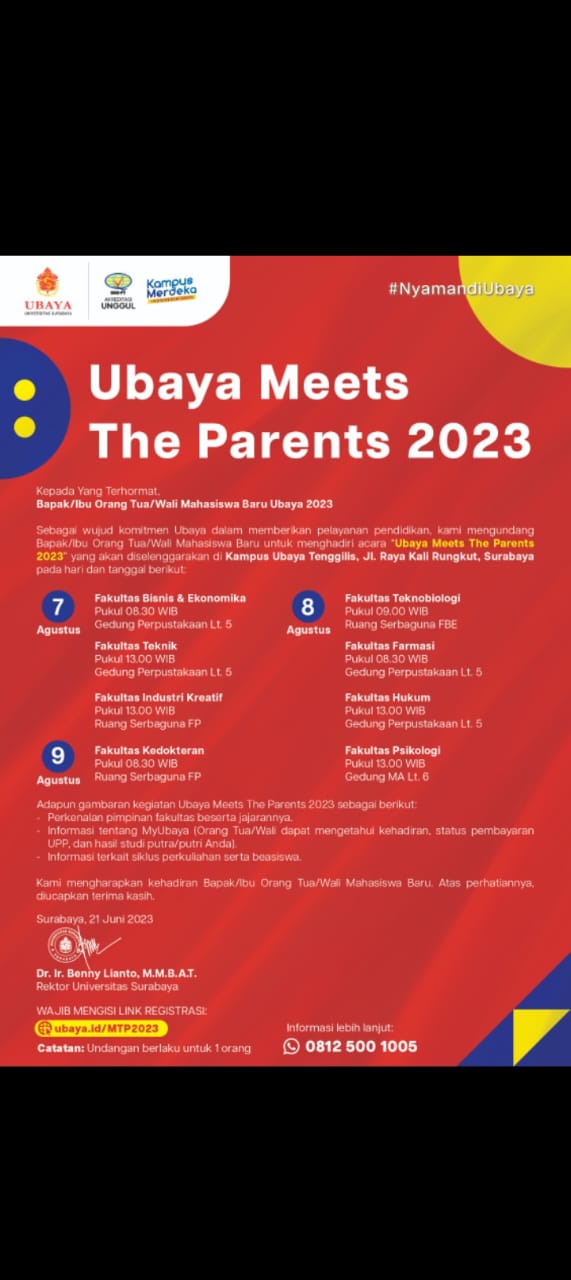 UBAYA
UNIVERSITAS SURABAYA
AKREDITASI
UNGGUL
Kampus
Merdeka
#NyamandiUbaya
Ubaya Meets
The Parents 2023
Kepada Yang Terhormat,
Bapak/Ibu Orang Tua/Wali Mahasiswa Baru Ubaya 2023
Sebagai wujud komitmen Ubaya dalam memberikan pelayanan pendidikan, kami mengundang
Bapak/Ibu Orang Tua/Wali Mahasiswa Baru untuk menghadiri acara "Ubaya Meets The Parents
2023" yang akan diselenggarakan di Kampus Ubaya Tenggilis, Jl. Raya Kali Rungkut, Surabaya
pada hari dan tanggal berikut:
7
Agustus
Fakultas Bisnis & Ekonomika
Pukul 08.30 WIB
Gedung Perpustakaan Lt. 5
Fakultas Teknik
Pukul 13.00 WIB
Gedung Perpustakaan Lt. 5
Fakultas Industri Kreatif
Pukul 13.00 WIB
Ruang Serbaguna FP
9
Agustus
Fakultas Kedokteran
Pukul 08.30 WIB
Ruang Serbaguna FP
8
Agustus
Fakultas Teknobiologi
Pukul 09.00 WIB
Ruang Serbaguna FBE
Fakultas Farmasi
Pukul 08.30 WIB
Gedung Perpustakaan Lt. 5
Fakultas Hukum
Pukul 13.00 WIB
Gedung Perpustakaan Lt. 5
Fakultas Psikologi
Pukul 13.00 WIB
Gedung MA Lt. 6
Adapun gambaran kegiatan Ubaya Meets The Parents 2023 sebagai berikut:
- Perkenalan pimpinan fakultas beserta jajarannya.
- Informasi tentang MyUbaya (Orang Tua/Wali dapat mengetahui kehadiran, status pembayaran
UPP, dan hasil studi putra/putri Anda).
- Informasi terkait siklus perkuliahan serta beasiswa.
Kami mengharapkan kehadiran Bapak/Ibu Orang Tua/Wali Mahasiswa Baru. Atas perhatiannya,
diucapkan terima kasih.
Surabaya, 21 Juni 2023
Dr. Ir. Benny Lianto, M.M.B.A.T.
Rektor Universitas Surabaya
WAJIB MENGISI LINK REGISTRASI:
ubaya.id/MTP2023
Catatan: Undangan berlaku untuk 1 orang
Informasi lebih lanjut:
0812 500 1005